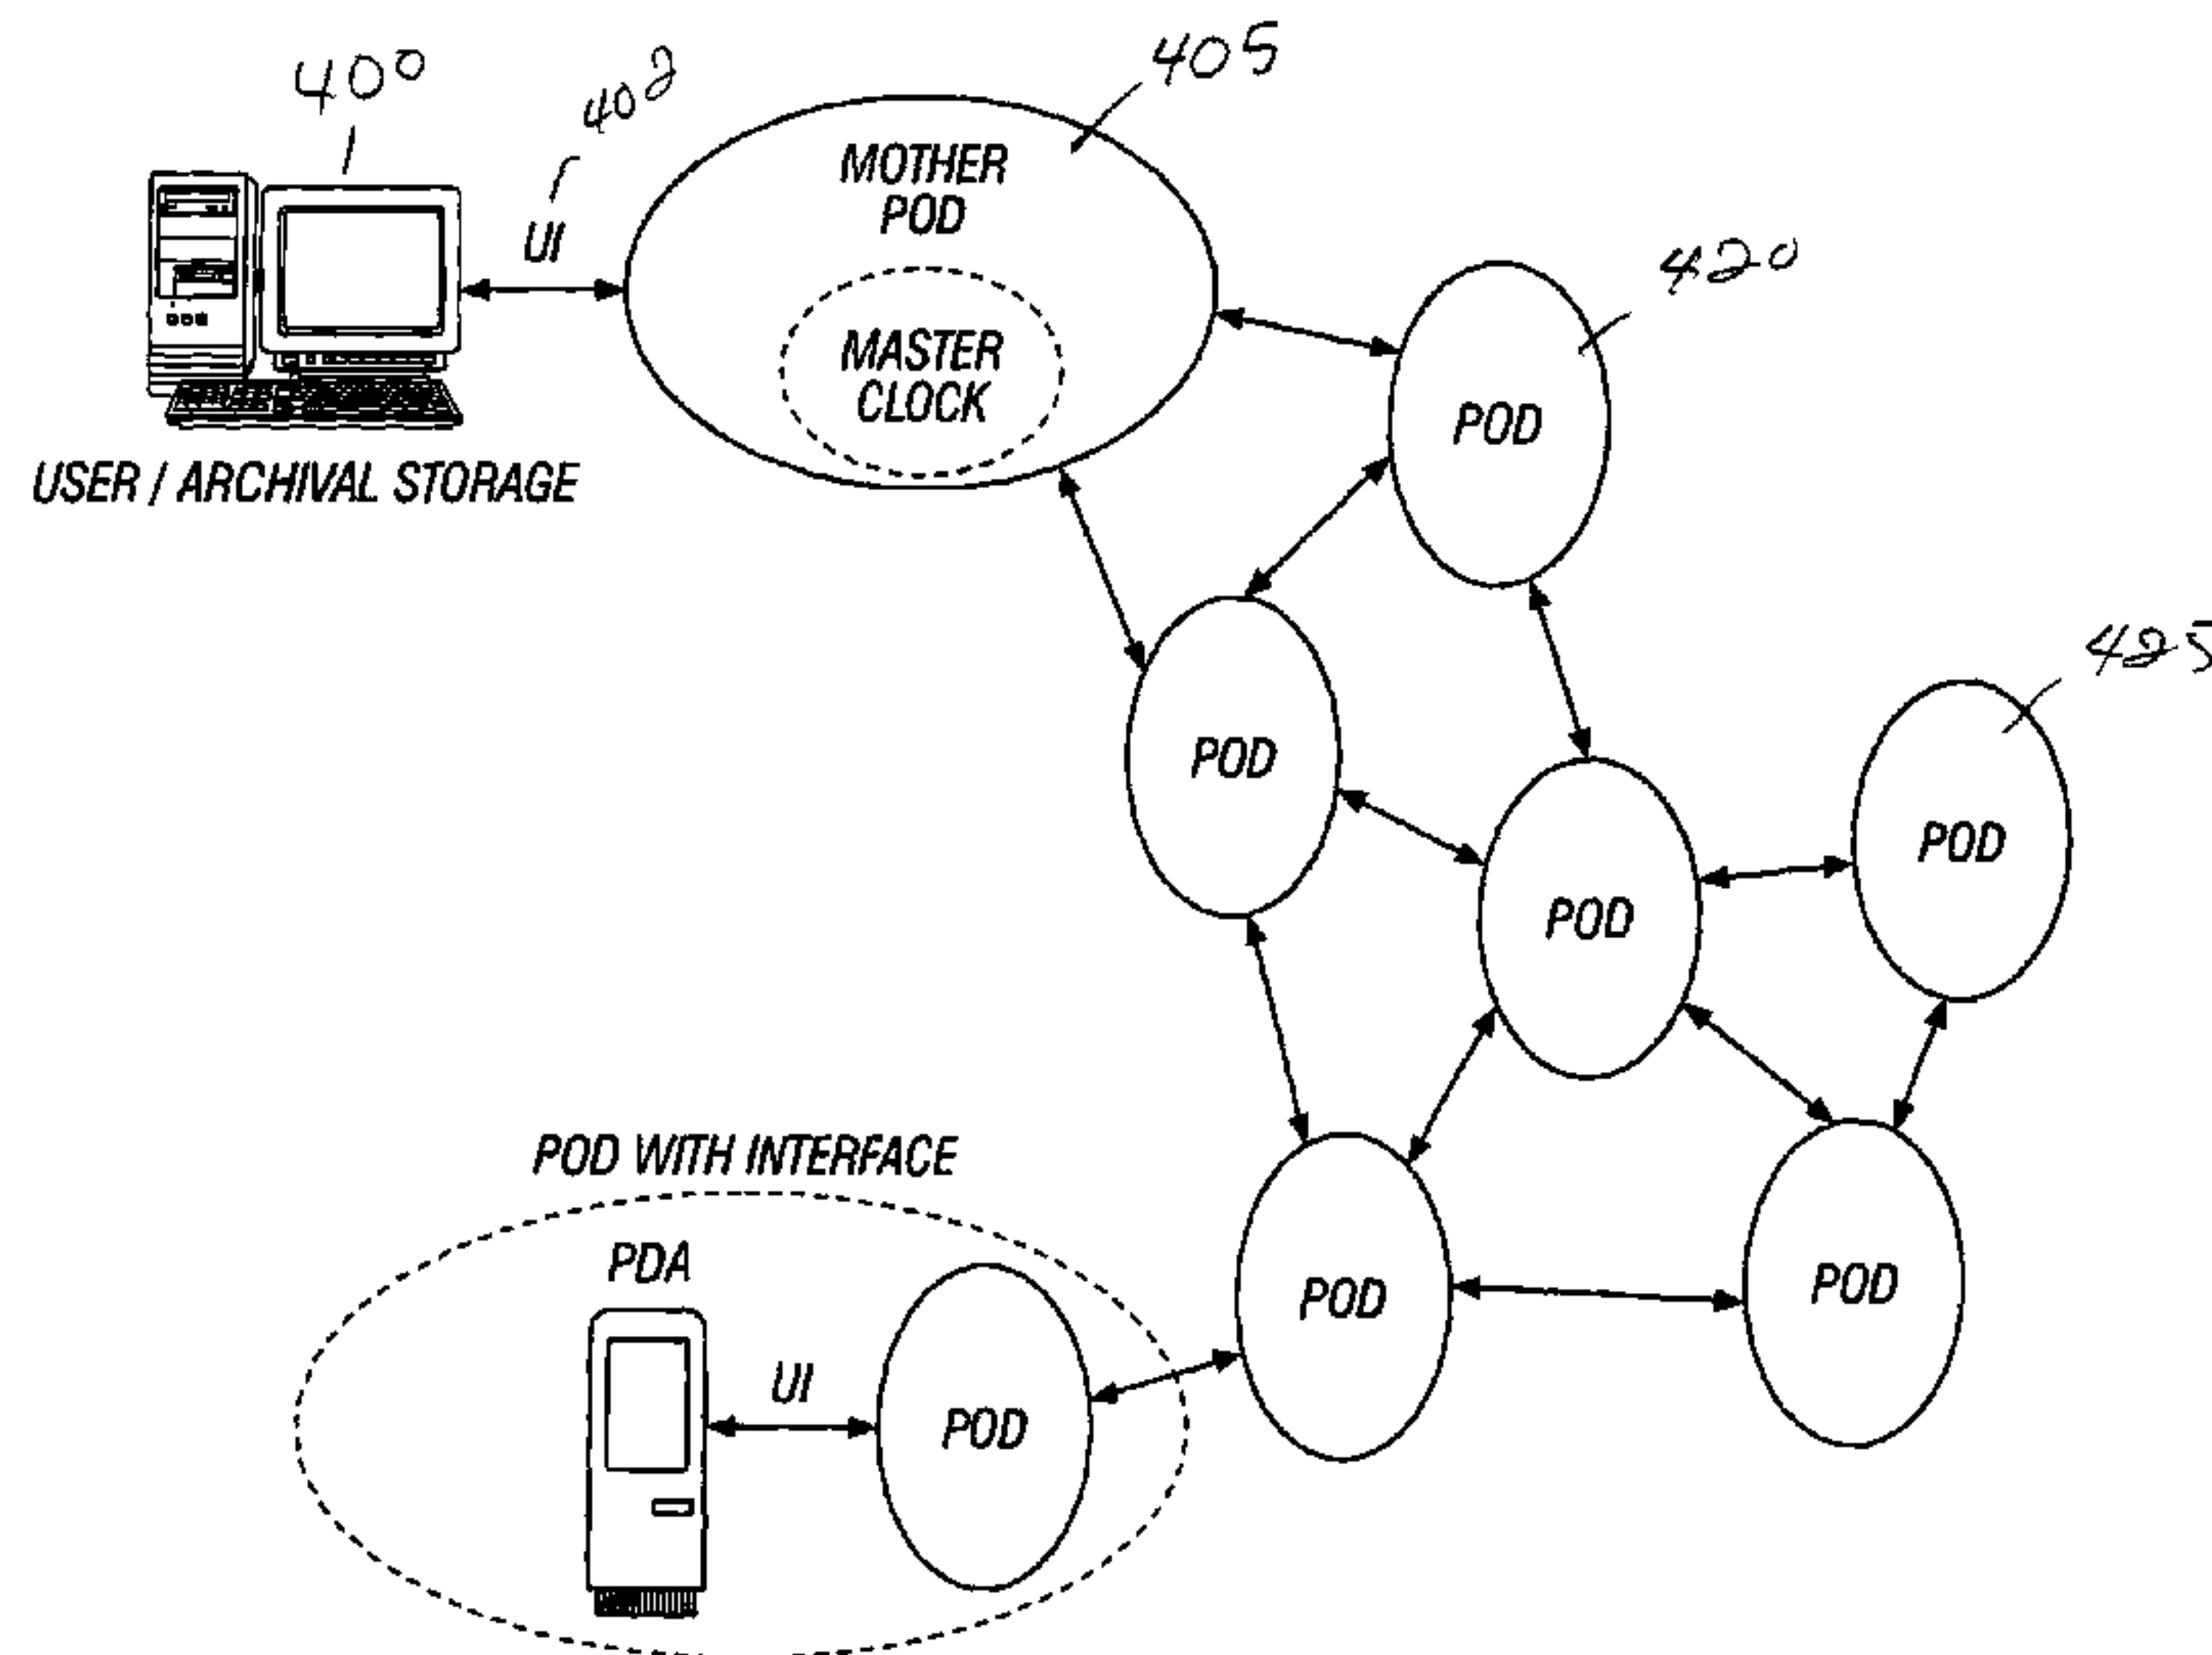 400
402
405
MOTHER
POD
UI
MASTER
CLOCK
USER / ARCHIVAL STORAGE
420
POD
425
POD
POD
POD
POD WITH INTERFACE
PDA
UI
POD
POD
POD